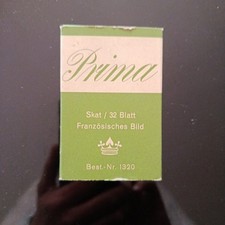 Prima
Skat / 32 Blatt
Französisches Bild
Best.-Nr. 1320